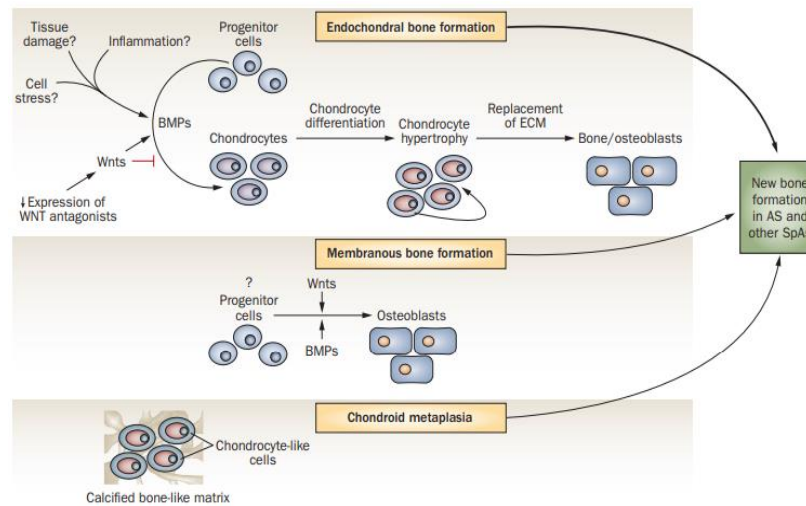 Endochondral bone formation
Tissue
damage?
Inflammation?
Cell
stress?
Progenitor
cells
BMPs
Wnts
↓Expression of
WNT antagonists
Chondrocytes
Chondrocyte
differentiation
Chondrocyte
hypertrophy
Replacement
of ECM
Bone/osteoblasts
New bone
formation
in AS and
other SpAs
Membranous bone formation
?
Progenitor
cells
Wnts
BMPs
Osteoblasts
Chondroid metaplasia
Chondrocyte-like
cells
Calcified bone-like matrix